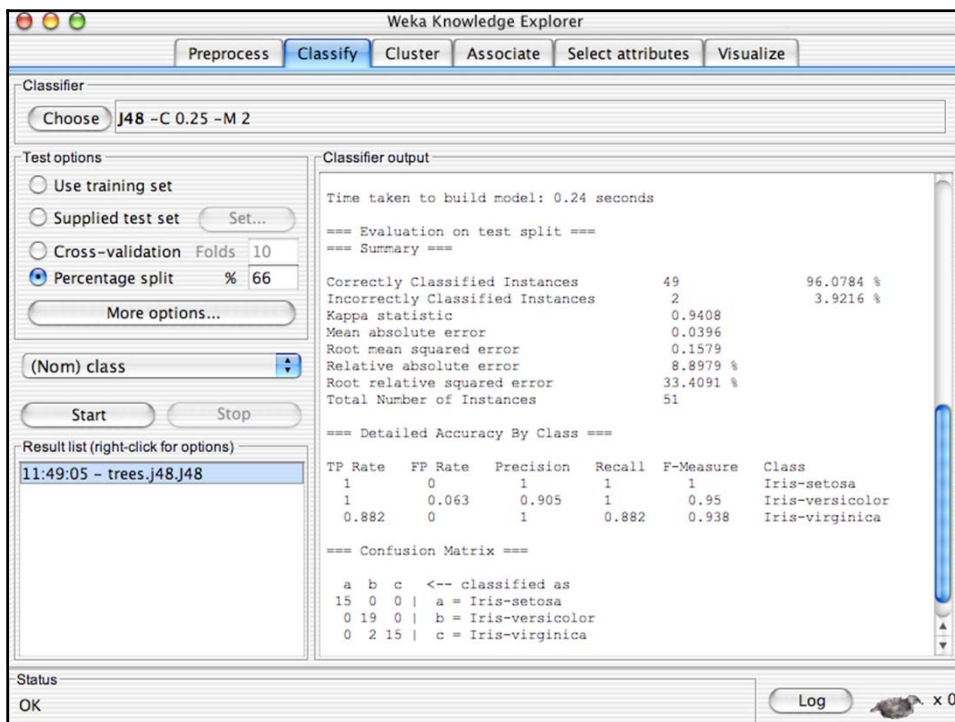 Weka Knowledge Explorer
Preprocess Classify Cluster Associate Select attributes Visualize
Classifier
Choose J48 -C 0.25 -M 2
Test options
Use training set
Supplied test set Set...
Cross-validation Folds 10
Percentage split % 66
More options...
(Nom) class
Start Stop
Result list (right-click for options)
11:49:05 - trees.j48.J48
Classifier output
Time taken to build model: 0.24 seconds
=== Evaluation on test split ===
=== Summary ===
Correctly Classified Instances 49 96.0784 %
Incorrectly Classified Instances 2 3.9216 %
Kappa statistic 0.9408
Mean absolute error 0.0396
Root mean squared error 0.1579
Relative absolute error 8.8979 %
Root relative squared error 33.4091 %
Total Number of Instances 51
=== Detailed Accuracy By Class ===
TP Rate FP Rate Precision Recall F-Measure Class
1 0 1 1 1 Iris-setosa
1 0.063 0.905 1 0.95 Iris-versicolor
0.882 0 1 0.882 0.938 Iris-virginica
=== Confusion Matrix ===
a b c <-- classified as
15 0 0 | a = Iris-setosa
0 19 0 | b = Iris-versicolor
0 2 15 | c = Iris-virginica
Status
OK
Log x 0